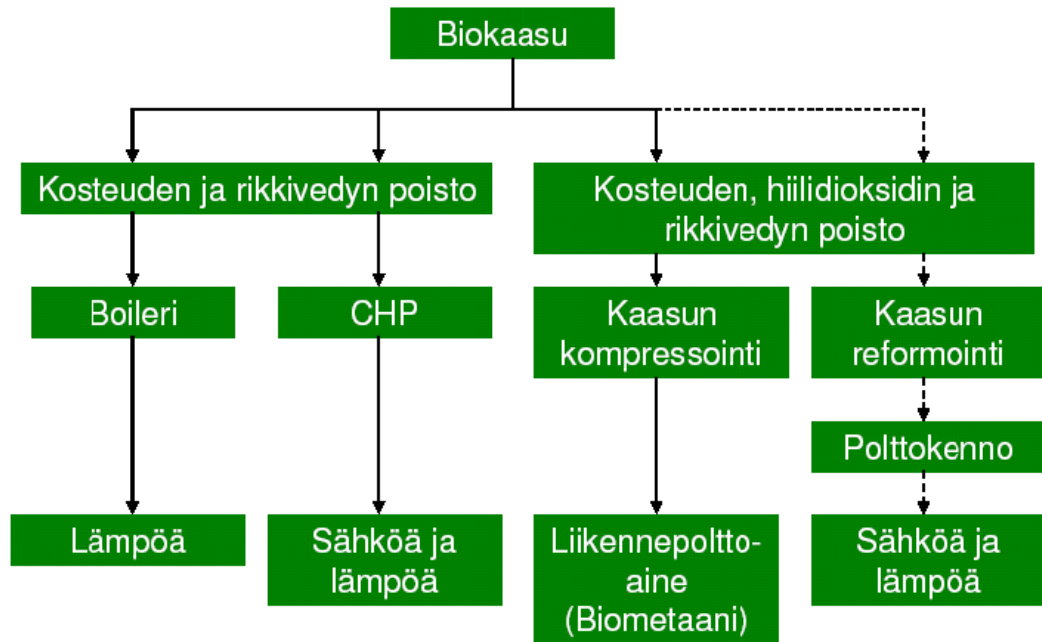 Biokaasu
Kosteuden ja rikkivedyn poisto
Kosteuden, hiilidioksidin ja
rikkivedyn poisto
Boileri
CHP
Kaasun
kompressointi
Kaasun
reformointi
Polttokenno
Lämpöä
Sähköä ja
lämpöä
Liikennepoltto-
aine
(Biometaani)
Sähköä ja
lämpöä